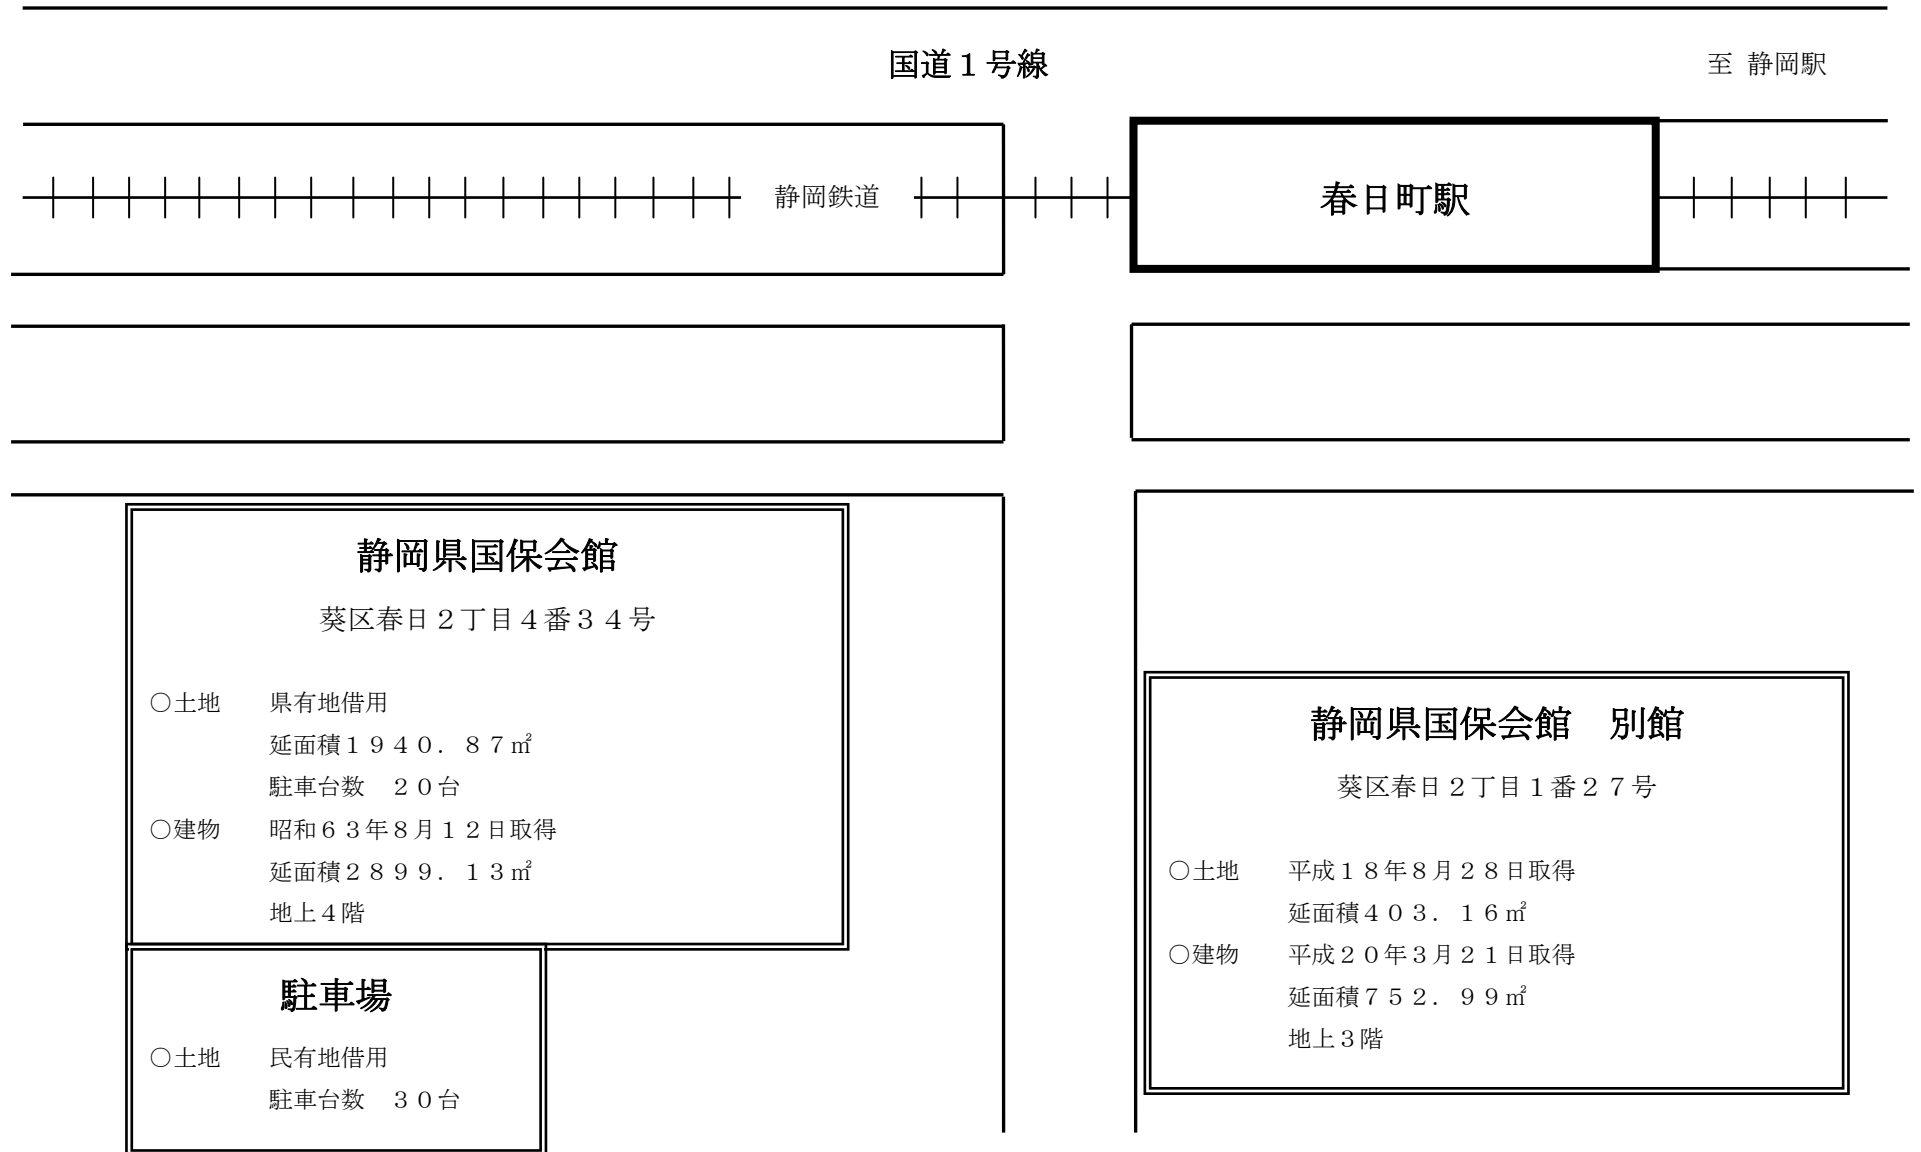 国道１号線
至 静岡駅
静岡鉄道
春日町駅
静岡県国保会館
葵区春日２丁目４番３４号
○土地　県有地借用
延面積１９４０．８７㎡
駐車台数　２０台
○建物　昭和６３年８月１２日取得
延面積２８９９．１３㎡
地上４階
駐車場
○土地　民有地借用
駐車台数　３０台
静岡県国保会館　別館
葵区春日２丁目１番２７号
○土地　平成１８年８月２８日取得
延面積４０３．１６㎡
○建物　平成２０年３月２１日取得
延面積７５２．９９㎡
地上３階